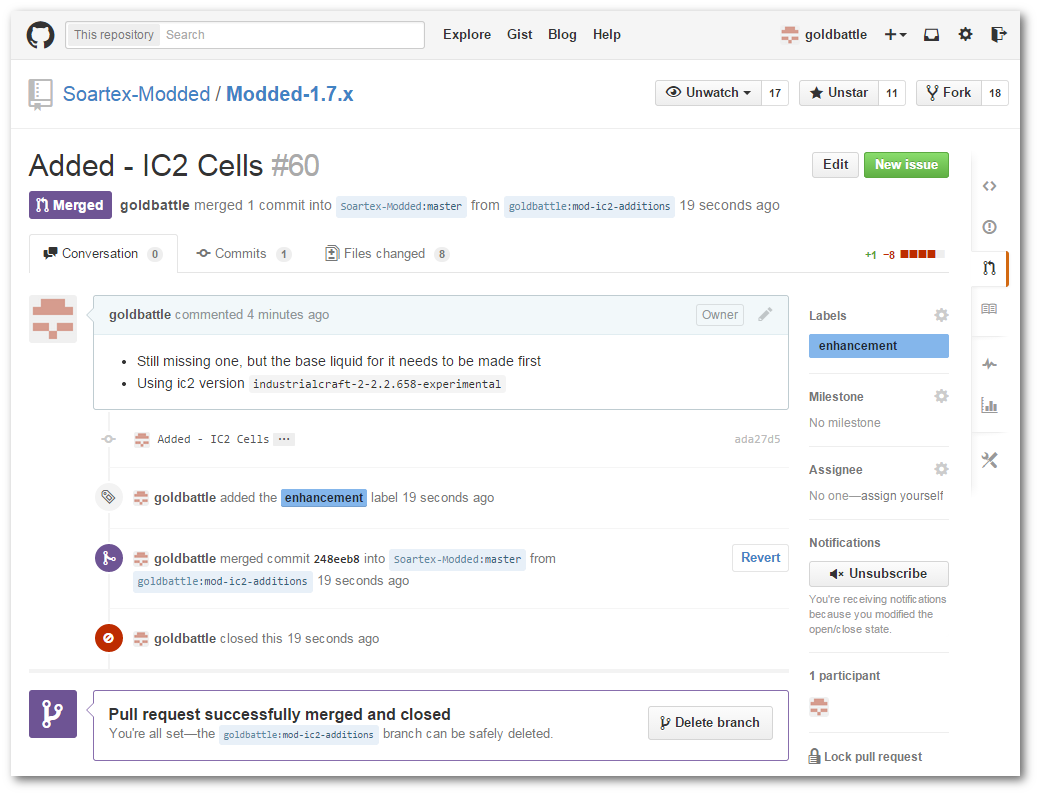 This repository Search Explore Gist Blog Help goldbattle
Soartex-Modded / Modded-1.7.x Unwatch 17 Unstar 11 Fork 18
Added - IC2 Cells #60 Edit New issue
Merged goldbattle merged 1 commit into Soartex-Modded:master from goldbattle:mod-ic2-additions 19 seconds ago
Conversation 0 Commits 1 Files changed 8 +1 −8
goldbattle commented 4 minutes ago Owner
Still missing one, but the base liquid for it needs to be made first
Using ic2 version industrialcraft-2-2.2.658-experimental
Added - IC2 Cells ... ada27d5
goldbattle added the enhancement label 19 seconds ago
goldbattle merged commit 248eeb8 into Soartex-Modded:master from
goldbattle:mod-ic2-additions 19 seconds ago
Revert
goldbattle closed this 19 seconds ago
Pull request successfully merged and closed
You're all set—the goldbattle:mod-ic2-additions branch can be safely deleted.
Delete branch
Labels
enhancement
Milestone
No milestone
Assignee
No one—assign yourself
Notifications
Unsubscribe
You're receiving notifications
because you modified the
open/close state.
1 participant
Lock pull request